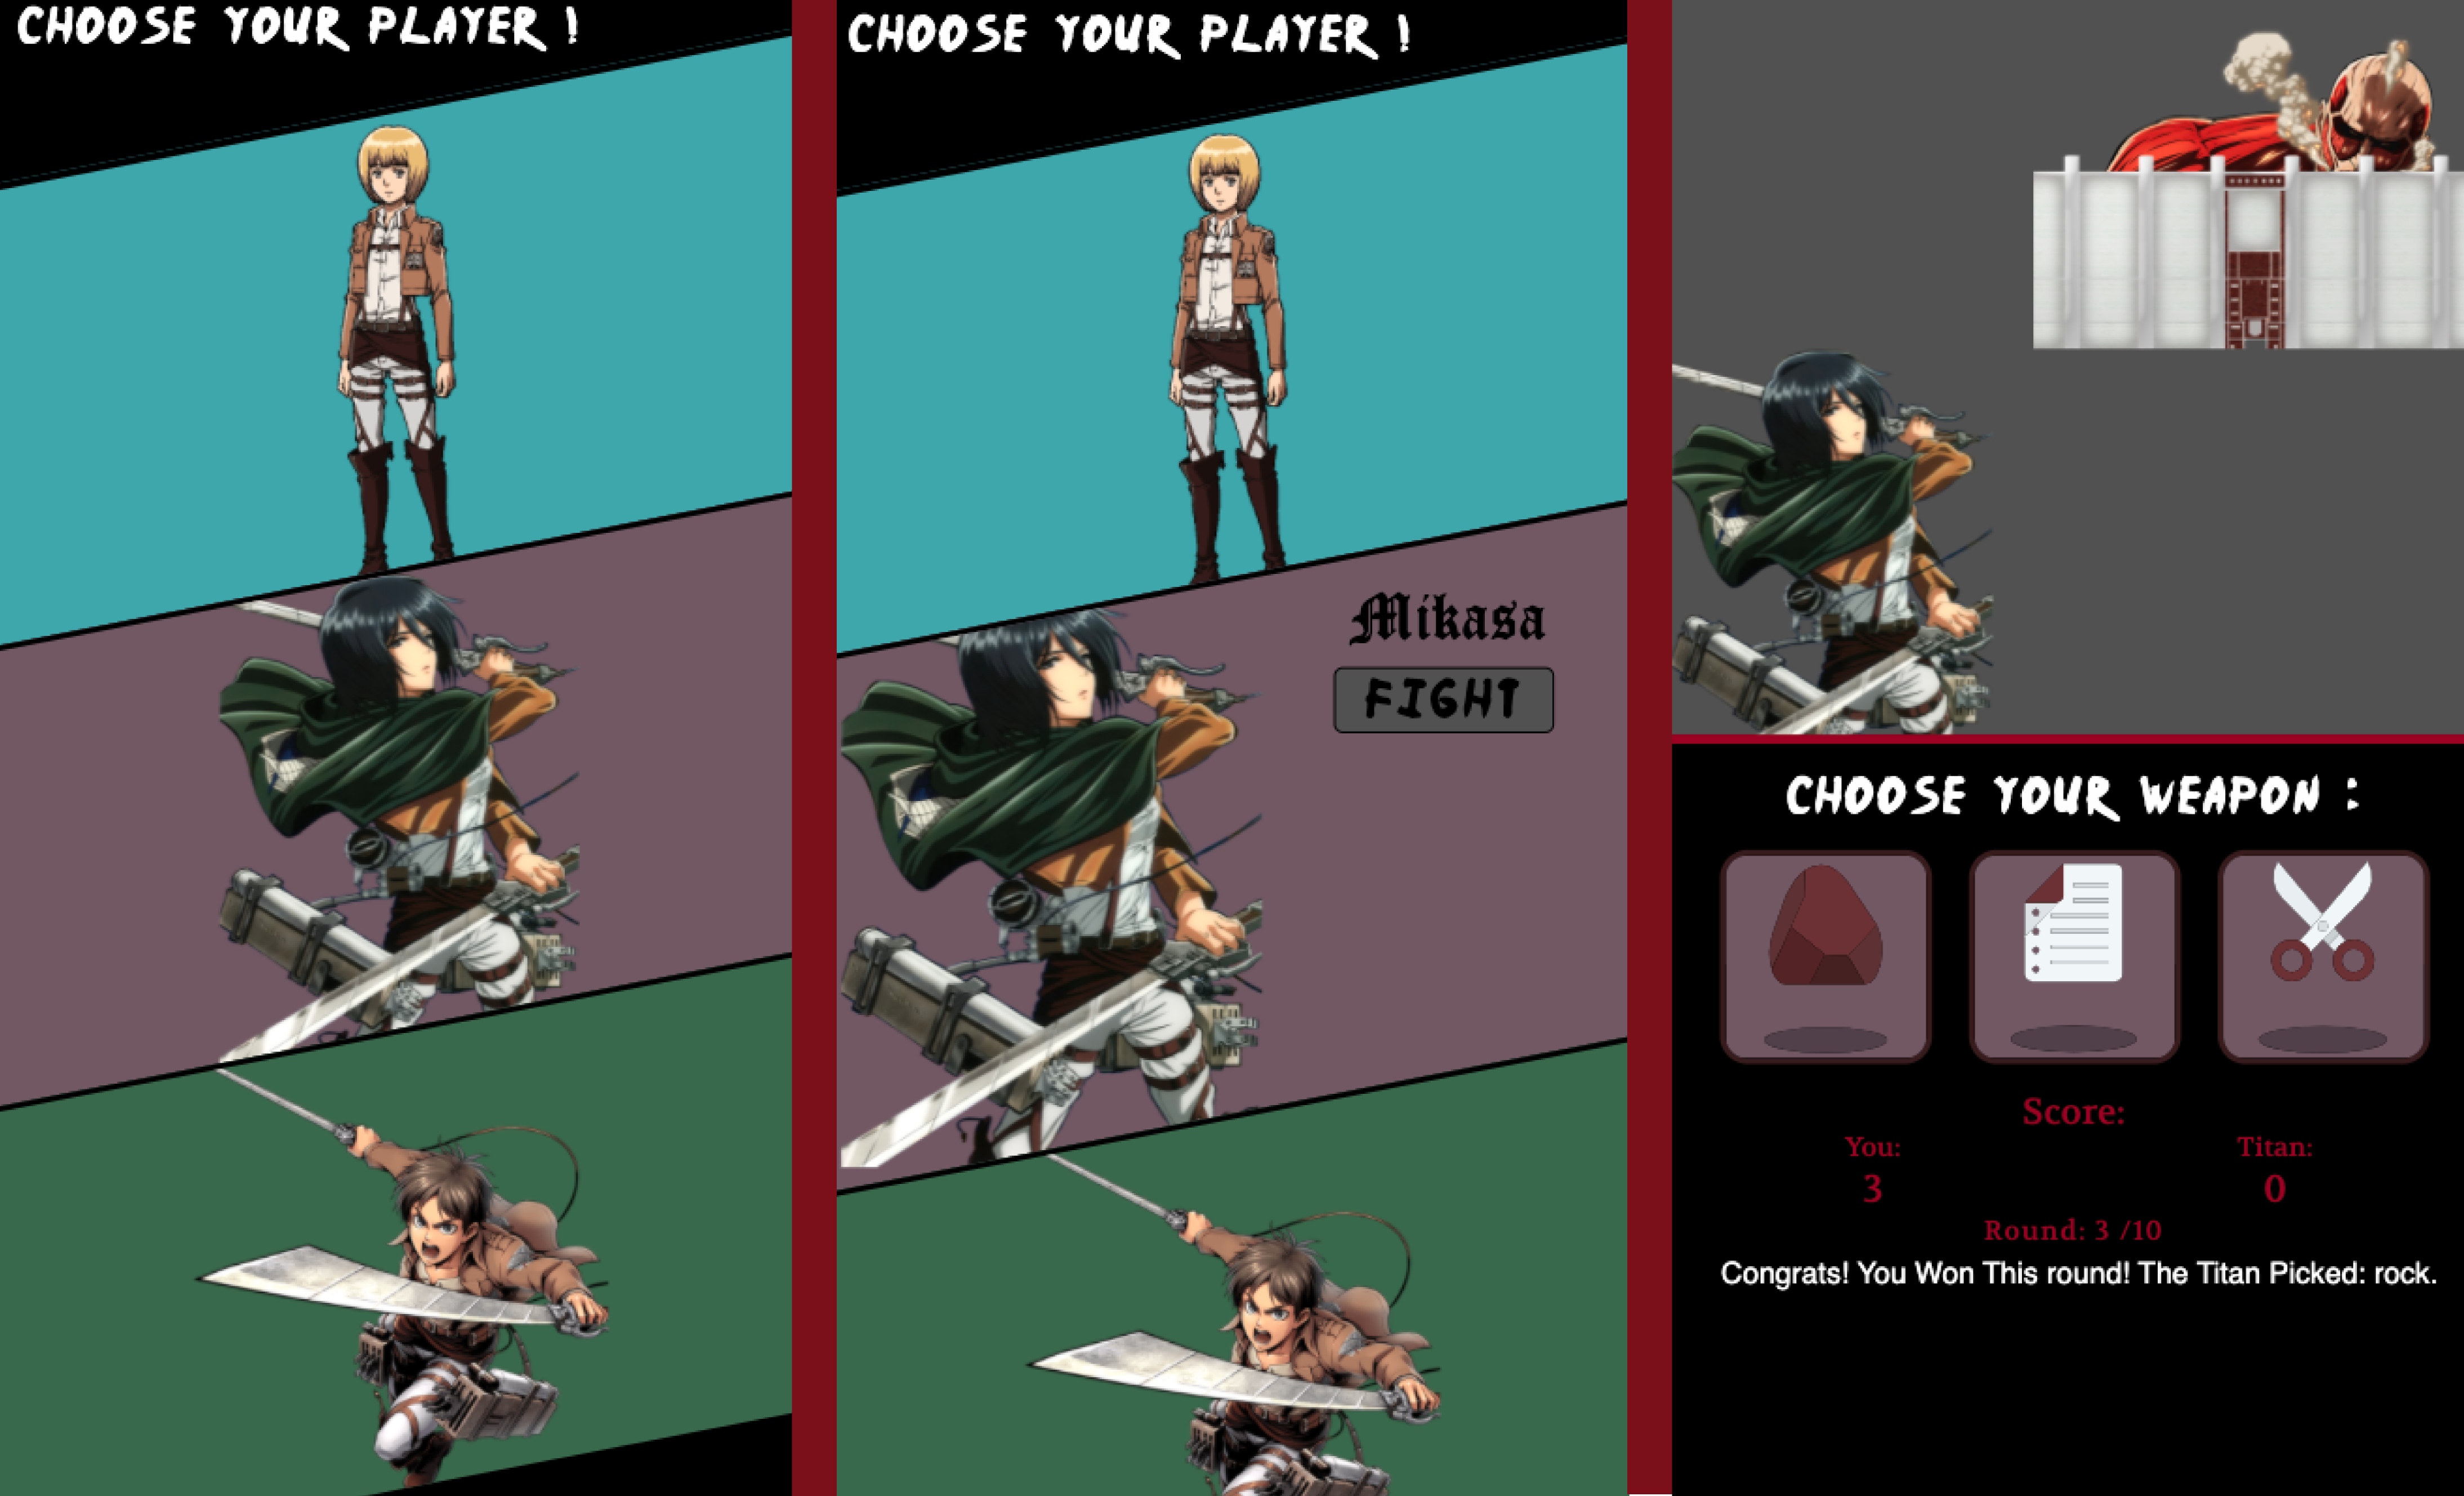 CHOOSE YOUR PLAYER !
CHOOSE YOUR PLAYER !
Mikasa
FIGHT
CHOOSE YOUR WEAPON :
Score:
You:
Titan:
3
0
Round: 3 /10
Congrats! You Won This round! The Titan Picked: rock.